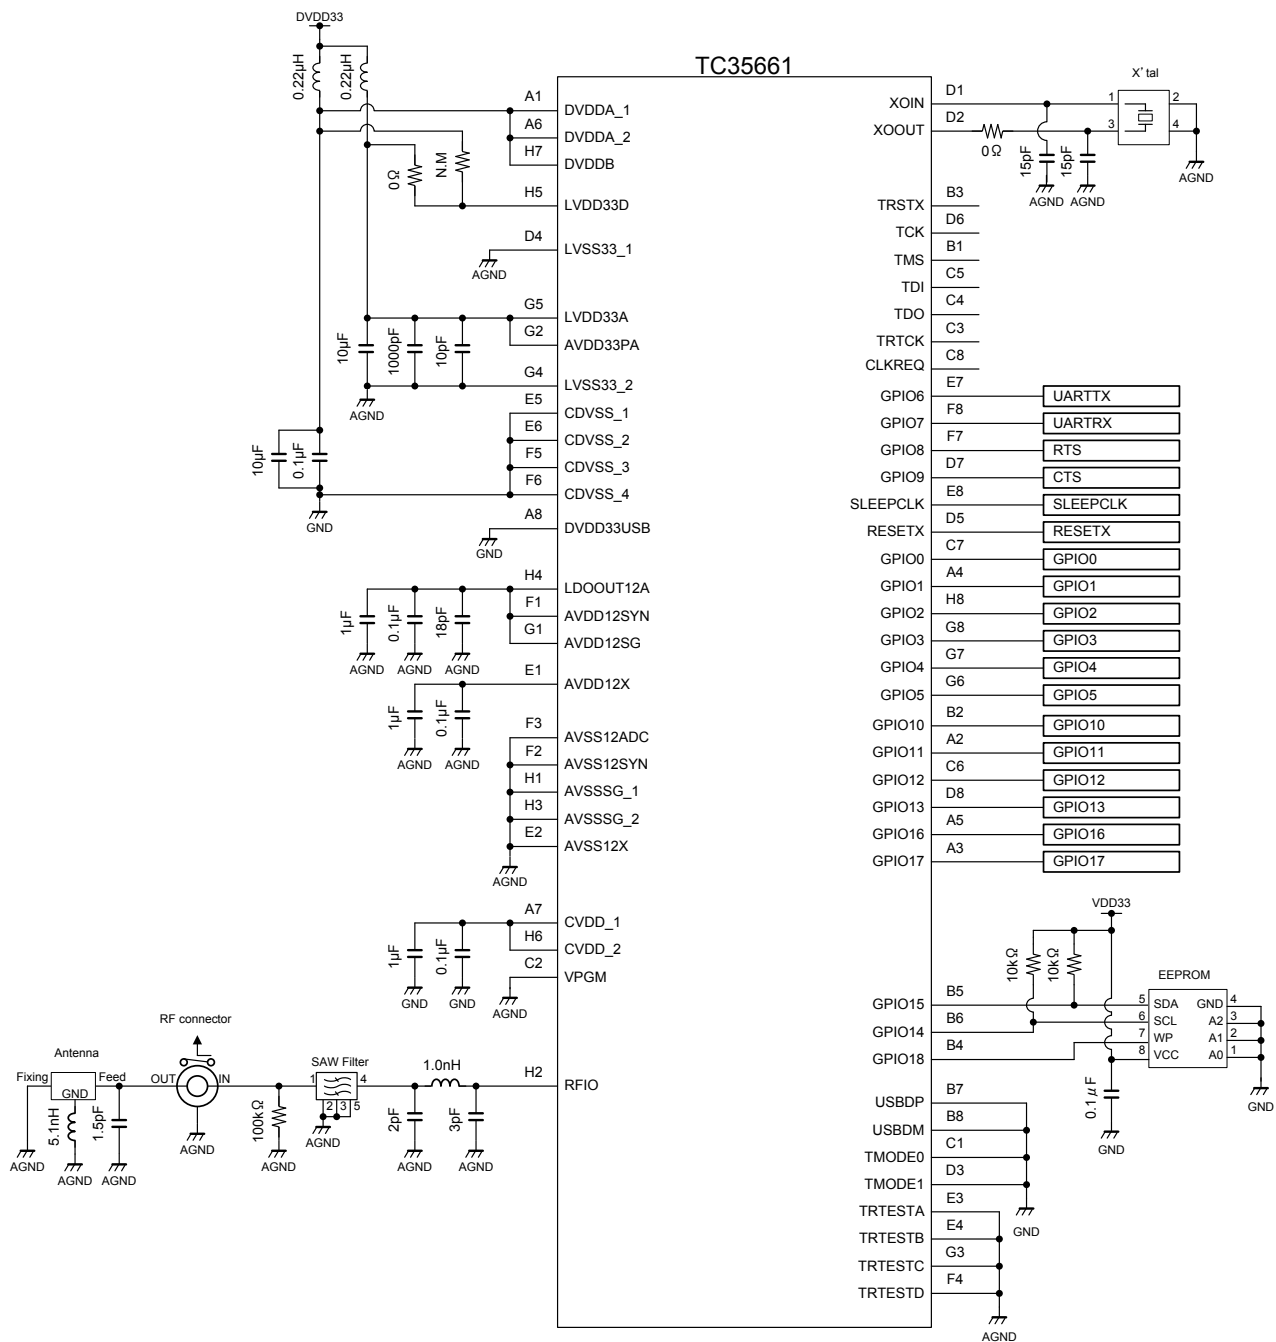 DVDD33
0.22µH
0.22µH
TC35661
A1
DVDDA_1
A6
DVDDA_2
H7
DVDDB
0Ω
N.M
H5
LVDD33D
D4
LVSS33_1
AGND
G5
LVDD33A
G2
AVDD33PA
10µF
1000pF
10pF
G4
LVSS33_2
AGND
E5
CDVSS_1
E6
CDVSS_2
F5
CDVSS_3
F6
CDVSS_4
10µF
0.1µF
GND
A8
DVDD33USB
GND
H4
LDOOUT12A
F1
AVDD12SYN
G1
AVDD12SG
1µF
0.1µF
18pF
AGND
AGND
AGND
E1
AVDD12X
1µF
0.1µF
AGND
AGND
F3
AVSS12ADC
F2
AVSS12SYN
H1
AVSSSG_1
H3
AVSSSG_2
E2
AVSS12X
AGND
A7
CVDD_1
H6
CVDD_2
1µF
0.1µF
GND
GND
C2
VPGM
AGND
RF connector
Antenna
Fixing
Feed
GND
OUT
IN
5.1nH
1.5pF
AGND
AGND
AGND
AGND
100kΩ
AGND
SAW Filter
1
4
2
3
5
AGND
1.0nH
2pF
3pF
AGND
AGND
H2
RFIO
X'tal
D1
XOIN
1
2
D2
XOOUT
3
4
0Ω
15pF
15pF
AGND
AGND
AGND
B3
TRSTX
D6
TCK
B1
TMS
C5
TDI
C4
TDO
C3
TRTCK
C8
CLKREQ
E7
GPIO6
UARTTX
F8
GPIO7
UARTRX
F7
GPIO8
RTS
D7
GPIO9
CTS
E8
SLEEPCLK
SLEEPCLK
D5
RESETX
RESETX
C7
GPIO0
GPIO0
A4
GPIO1
GPIO1
H8
GPIO2
GPIO2
G8
GPIO3
GPIO3
G7
GPIO4
GPIO4
G6
GPIO5
GPIO5
B2
GPIO10
GPIO10
A2
GPIO11
GPIO11
C6
GPIO12
GPIO12
D8
GPIO13
GPIO13
A5
GPIO16
GPIO16
A3
GPIO17
GPIO17
VDD33
10kΩ
10kΩ
EEPROM
B5
GPIO15
5
SDA
GND
4
B6
GPIO14
6
SCL
A2
3
B4
GPIO18
7
WP
A1
2
8
VCC
A0
1
0.1µF
GND
GND
B7
USBDP
B8
USBDM
C1
TMODE0
D3
TMODE1
GND
E3
TRTESTA
E4
TRTESTB
G3
TRTESTC
F4
TRTESTD
AGND